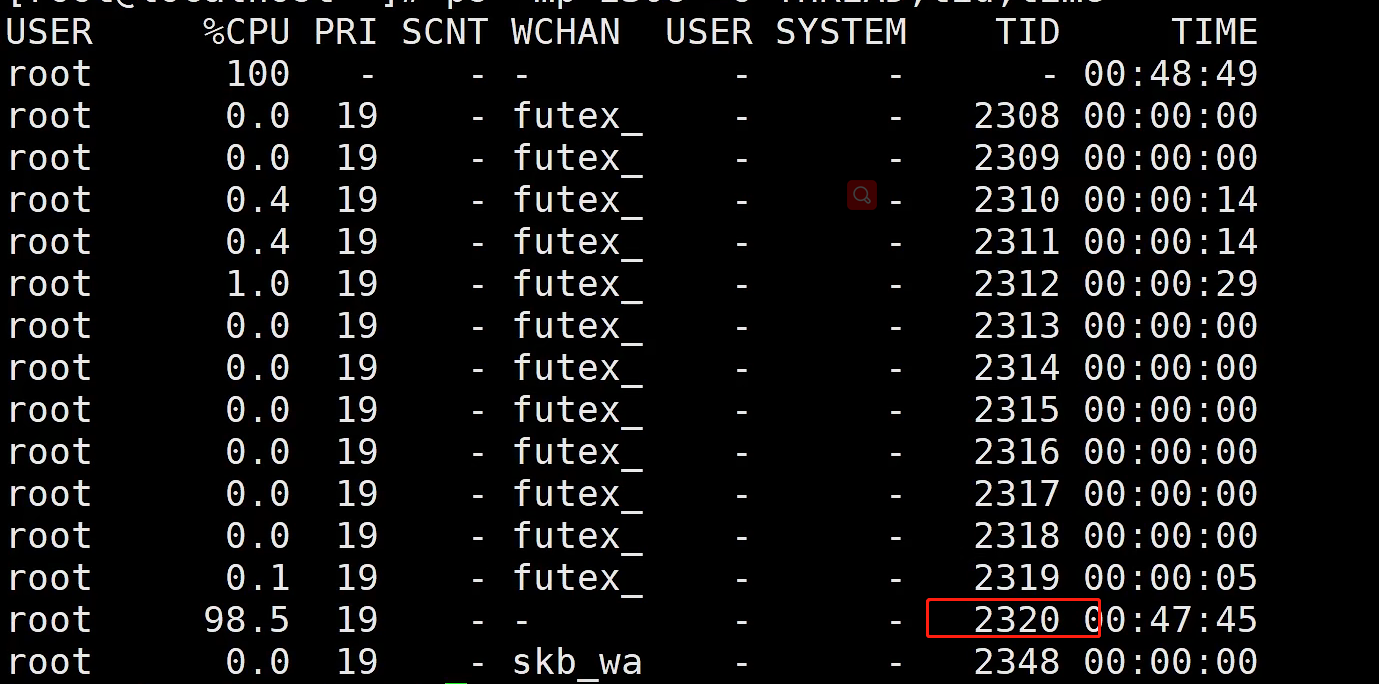 USER %CPU PRI SCNT WCHAN USER SYSTEM TID TIME
root 100 - - - - - - 00:48:49
root 0.0 19 - futex_ - - 2308 00:00:00
root 0.0 19 - futex_ - - 2309 00:00:00
root 0.4 19 - futex_ - - 2310 00:00:14
root 0.4 19 - futex_ - - 2311 00:00:14
root 1.0 19 - futex_ - - 2312 00:00:29
root 0.0 19 - futex_ - - 2313 00:00:00
root 0.0 19 - futex_ - - 2314 00:00:00
root 0.0 19 - futex_ - - 2315 00:00:00
root 0.0 19 - futex_ - - 2316 00:00:00
root 0.0 19 - futex_ - - 2317 00:00:00
root 0.0 19 - futex_ - - 2318 00:00:00
root 0.1 19 - futex_ - - 2319 00:00:05
root 98.5 19 - - - - 2320 00:47:45
root 0.0 19 - skb_wa - - 2348 00:00:00